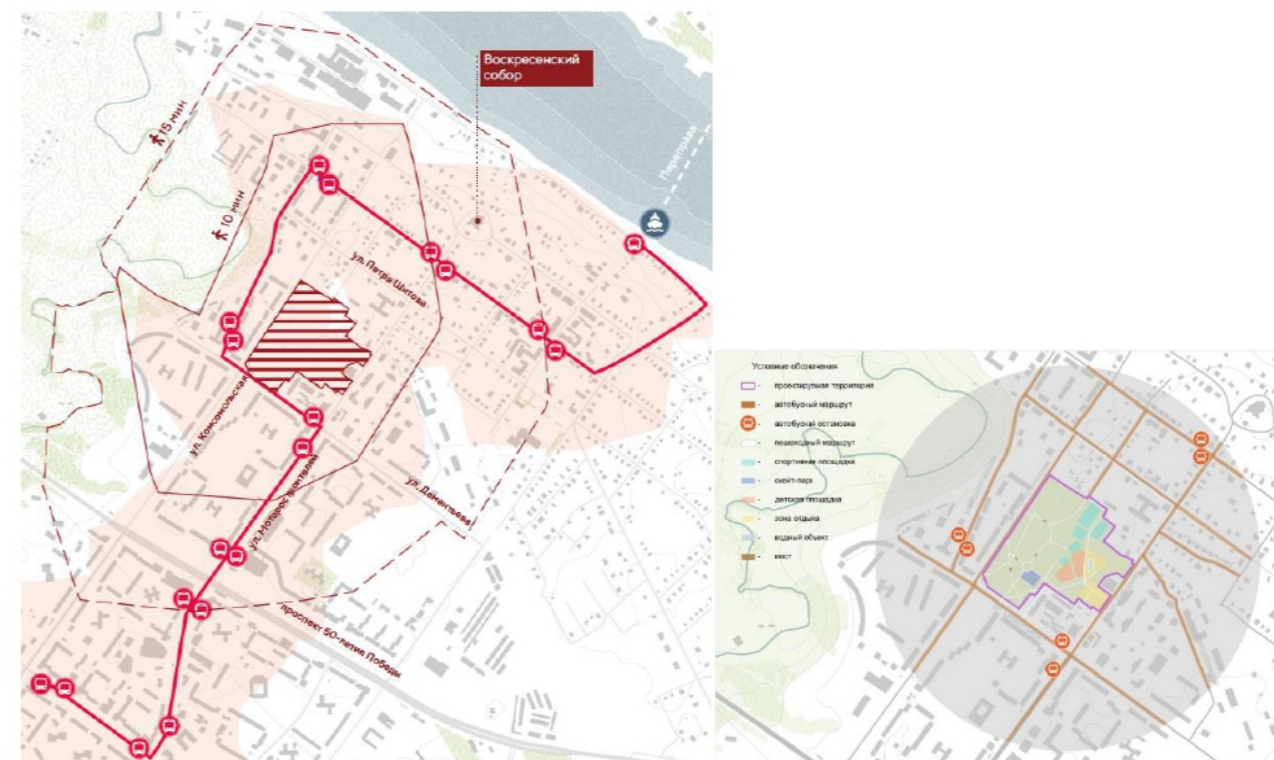 Воскресенский
собор
15 мин
Переправа
10 мин
ул. Петра Щитова
ул. Комсомольская
ул. Моторостроителей
ул. Дементьева
проспект 50-летия Победы
Условные обозначения
- проектируемая территория
- автобусный маршрут
- автобусная остановка
- пешеходный маршрут
- спортивная площадка
- скейт-парк
- детская площадка
- зона отдыха
- водный объект
- мост